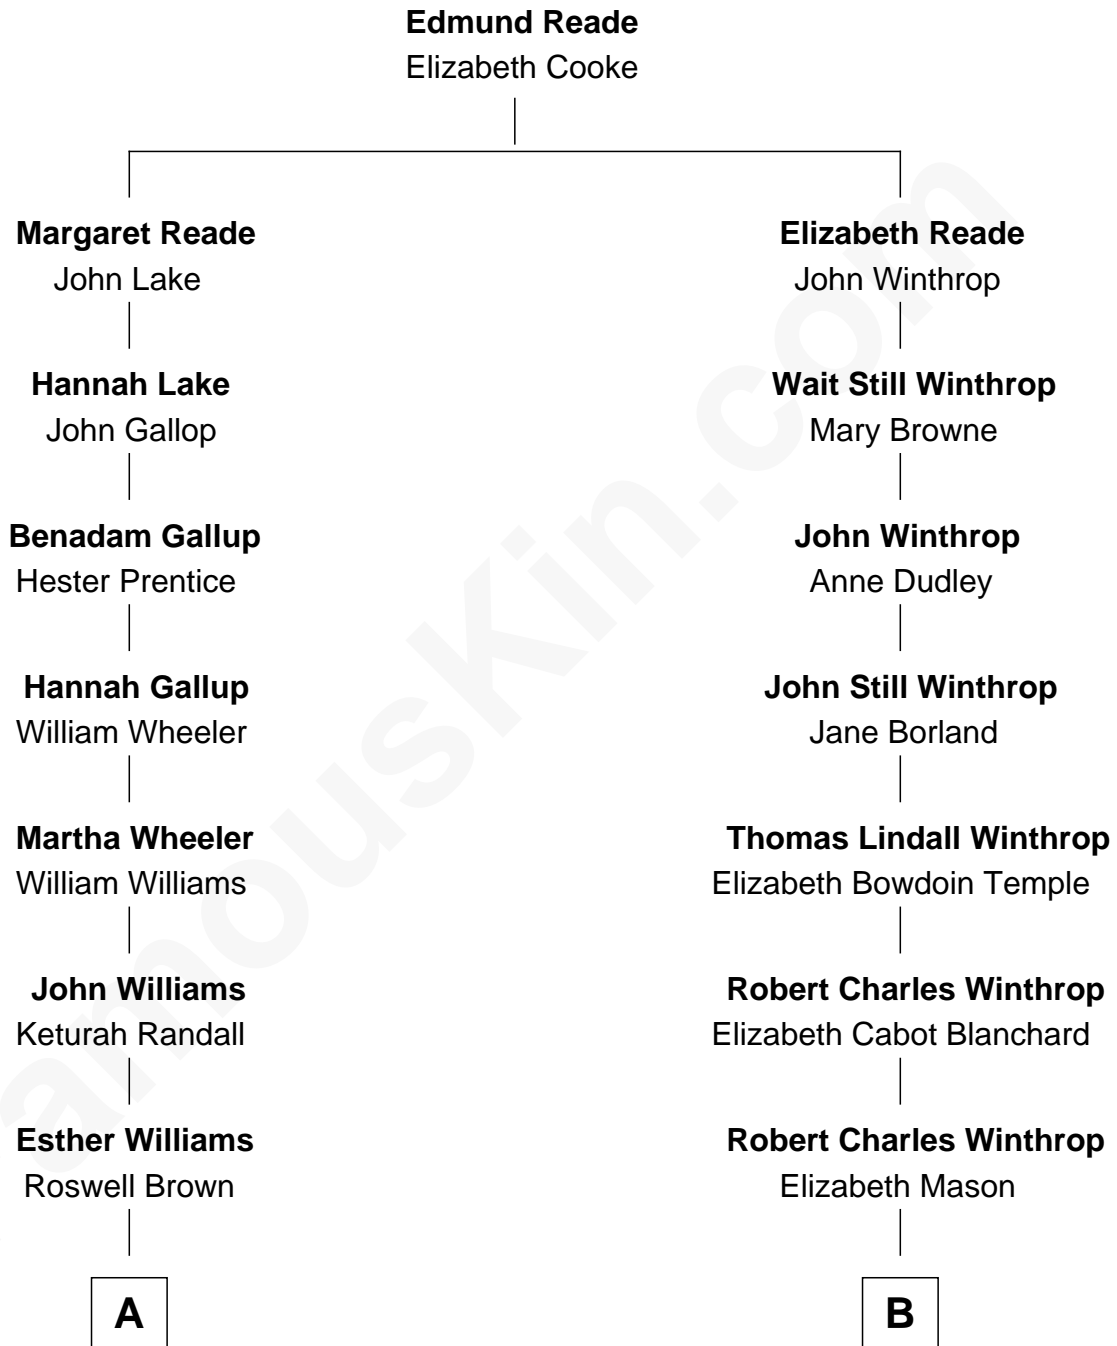 Edmund Reade
Elizabeth Cooke
Margaret Reade
John Lake
Elizabeth Reade
John Winthrop
Hannah Lake
John Gallop
Wait Still Winthrop
Mary Browne
Benadam Gallup
Hester Prentice
John Winthrop
Anne Dudley
Hannah Gallup
William Wheeler
John Still Winthrop
Jane Borland
Martha Wheeler
William Williams
Thomas Lindall Winthrop
Elizabeth Bowdoin Temple
John Williams
Keturah Randall
Robert Charles Winthrop
Elizabeth Cabot Blanchard
Esther Williams
Roswell Brown
Robert Charles Winthrop
Elizabeth Mason
A
B
amousKin.com